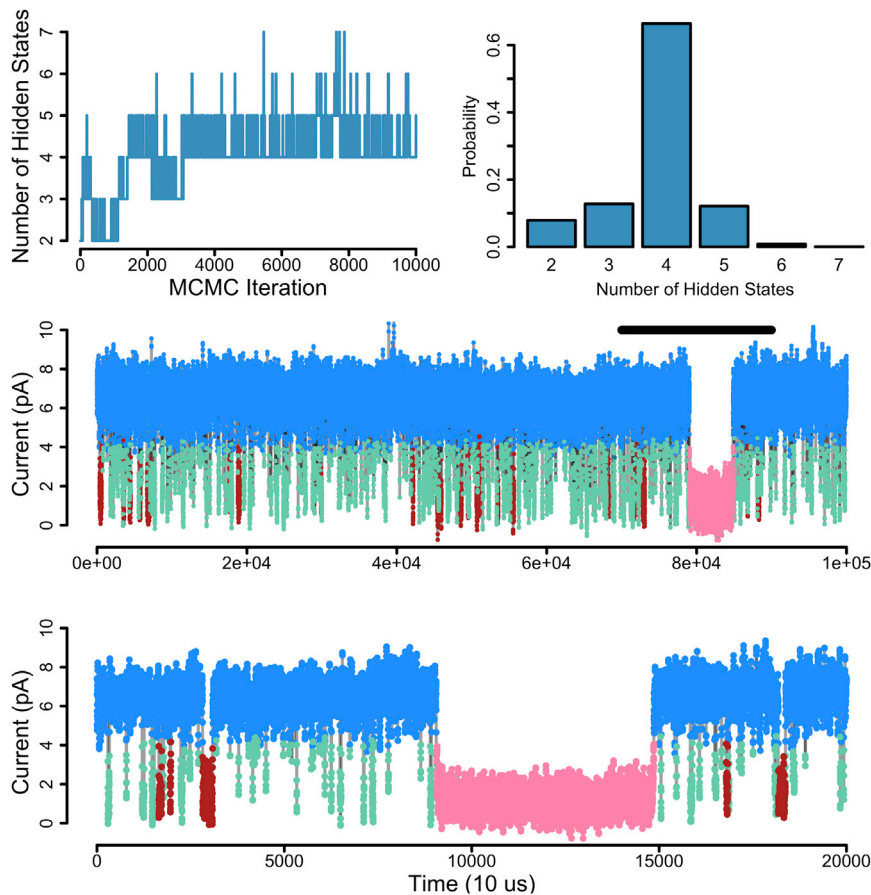 Number of Hidden States
7
6
5
4
3
2
0 2000 4000 6000 8000 10000
MCMC Iteration
Probability
0.6
0.4
0.2
0.0
2 3 4 5 6 7
Number of Hidden States
Current (pA)
10
8
6
4
2
0
0e+00 2e+04 4e+04 6e+04 8e+04 1e+05
Current (pA)
10
8
6
4
2
0
0 5000 10000 15000 20000
Time (10 us)